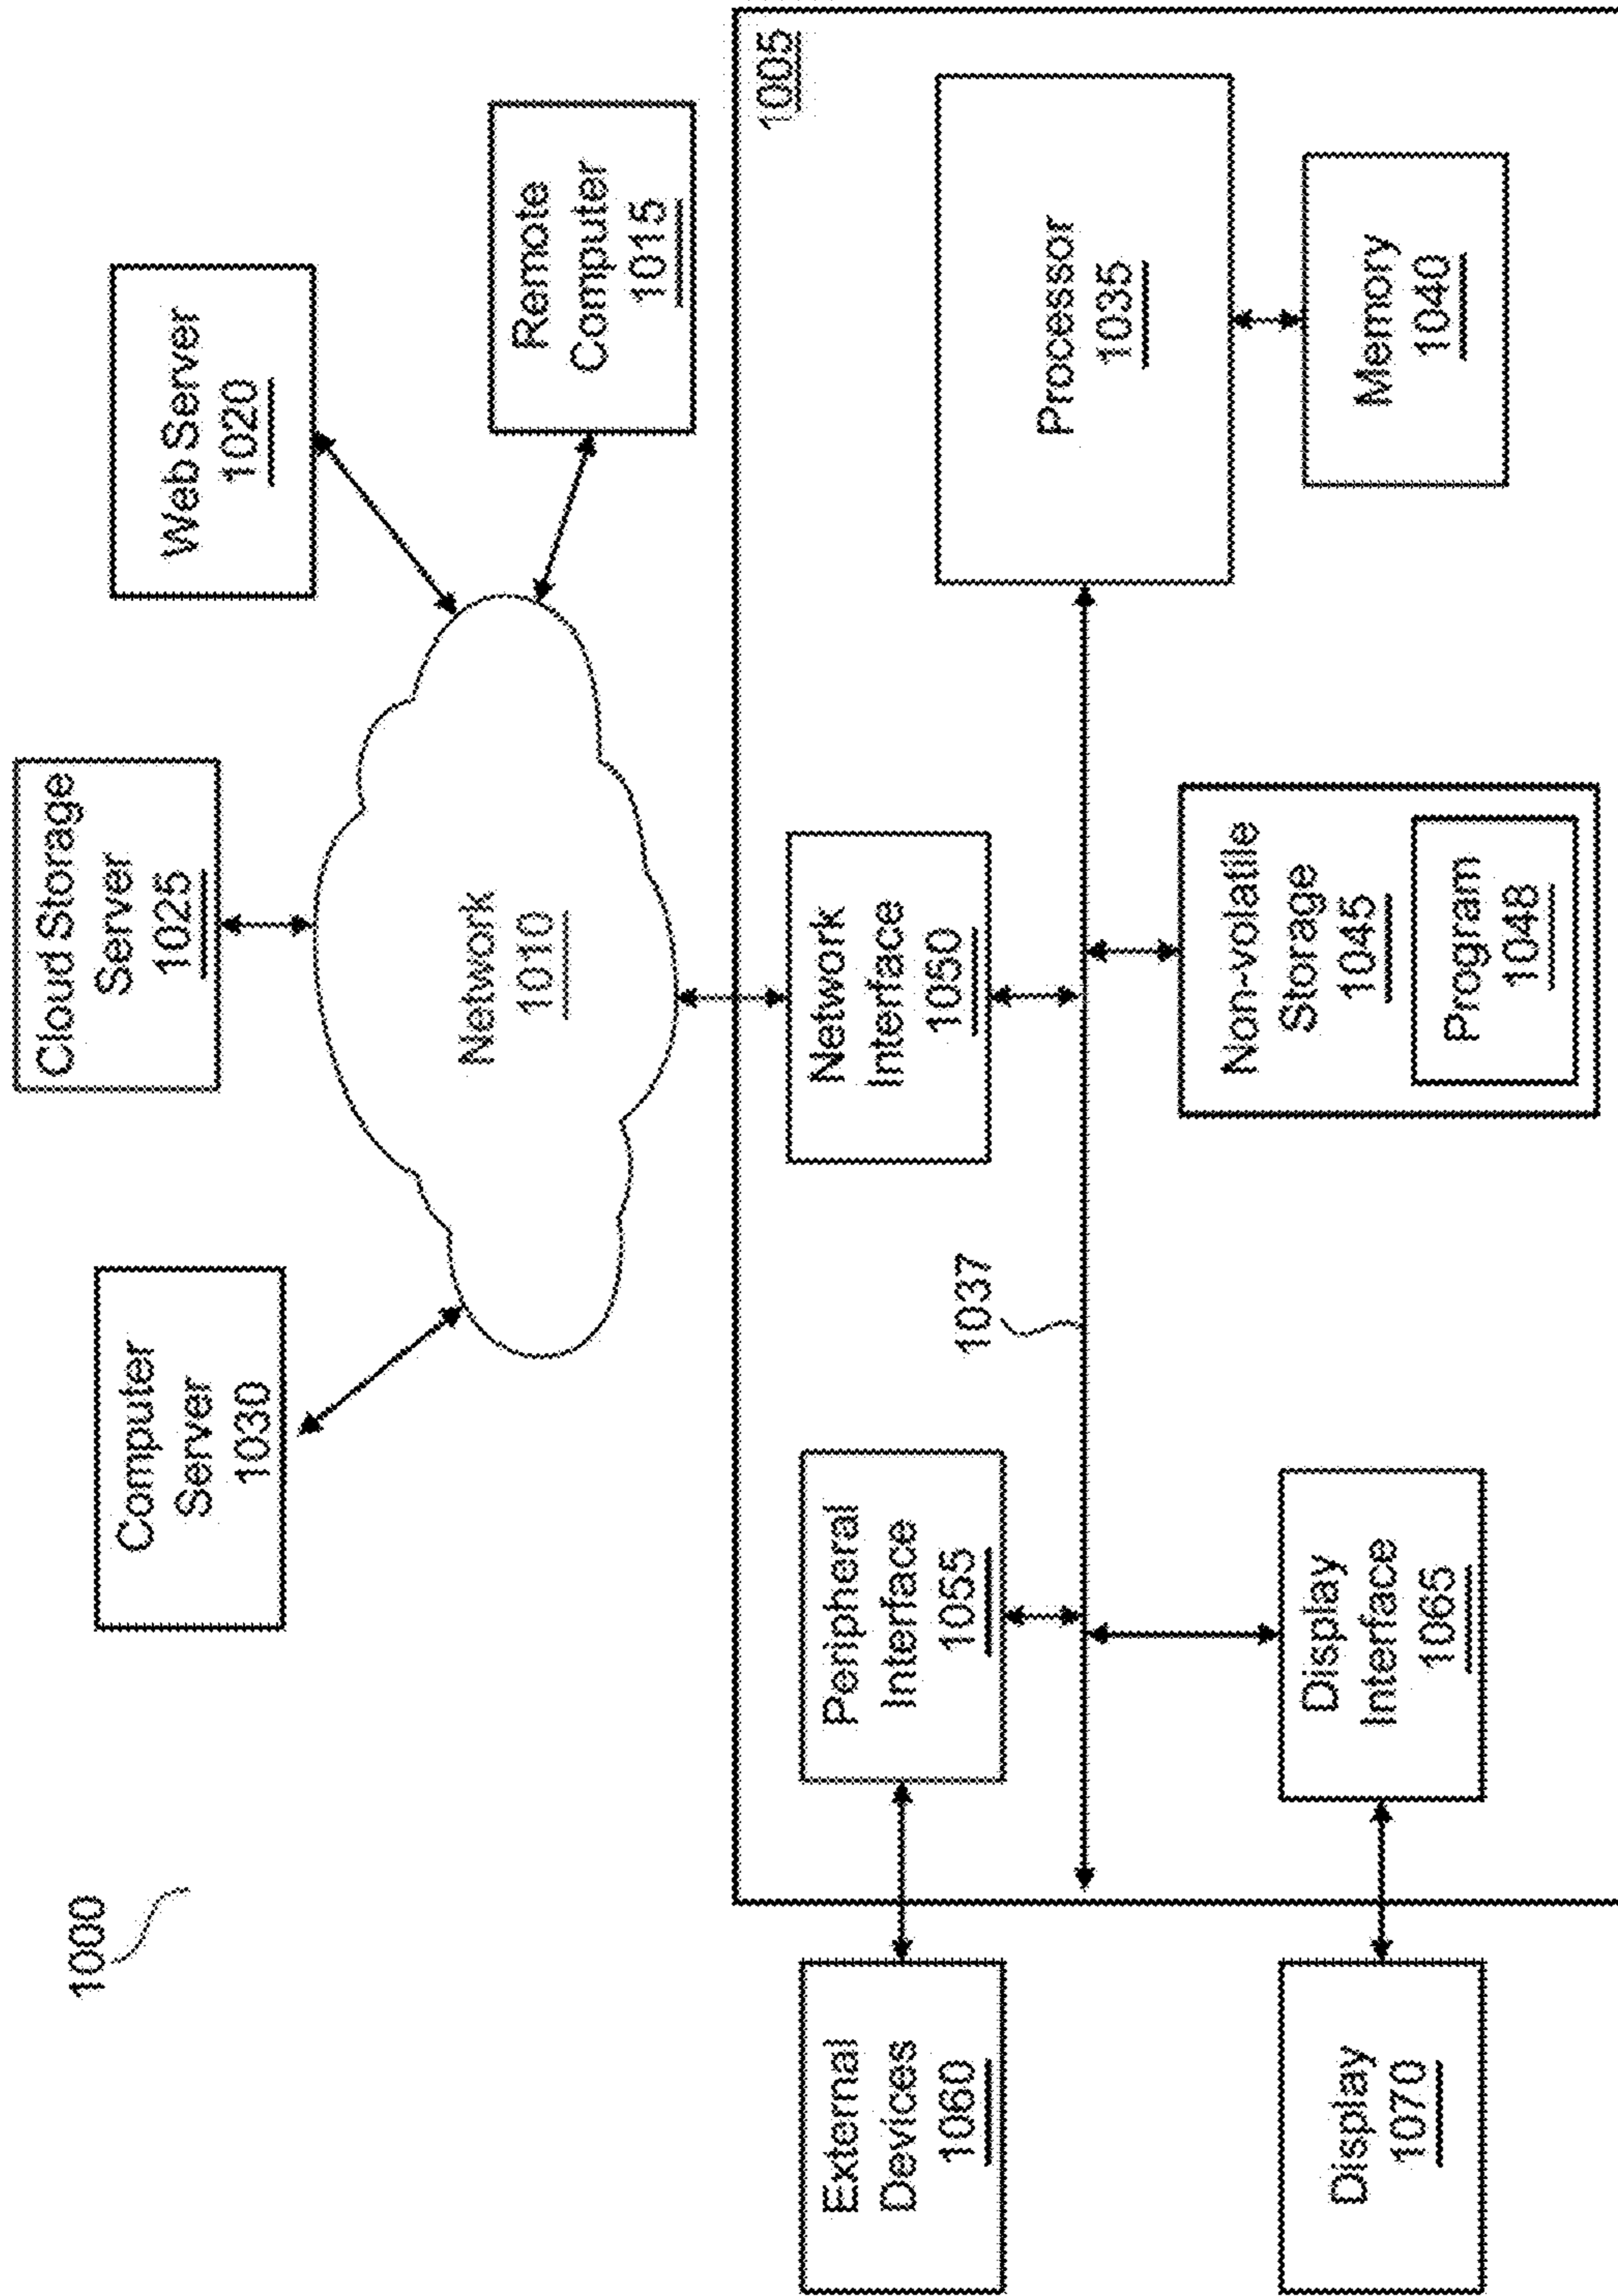 1000
Computer
Server
1030
Cloud Storage
Server
1025
Web Server
1020
Network
1010
Remote
Computer
1015
1005
External
Devices
1060
Peripheral
Interface
1055
Network
Interface
1050
1037
Processor
1035
Display
1070
Display
Interface
1065
Non-volatile
Storage
1045
Program
1048
Memory
1040